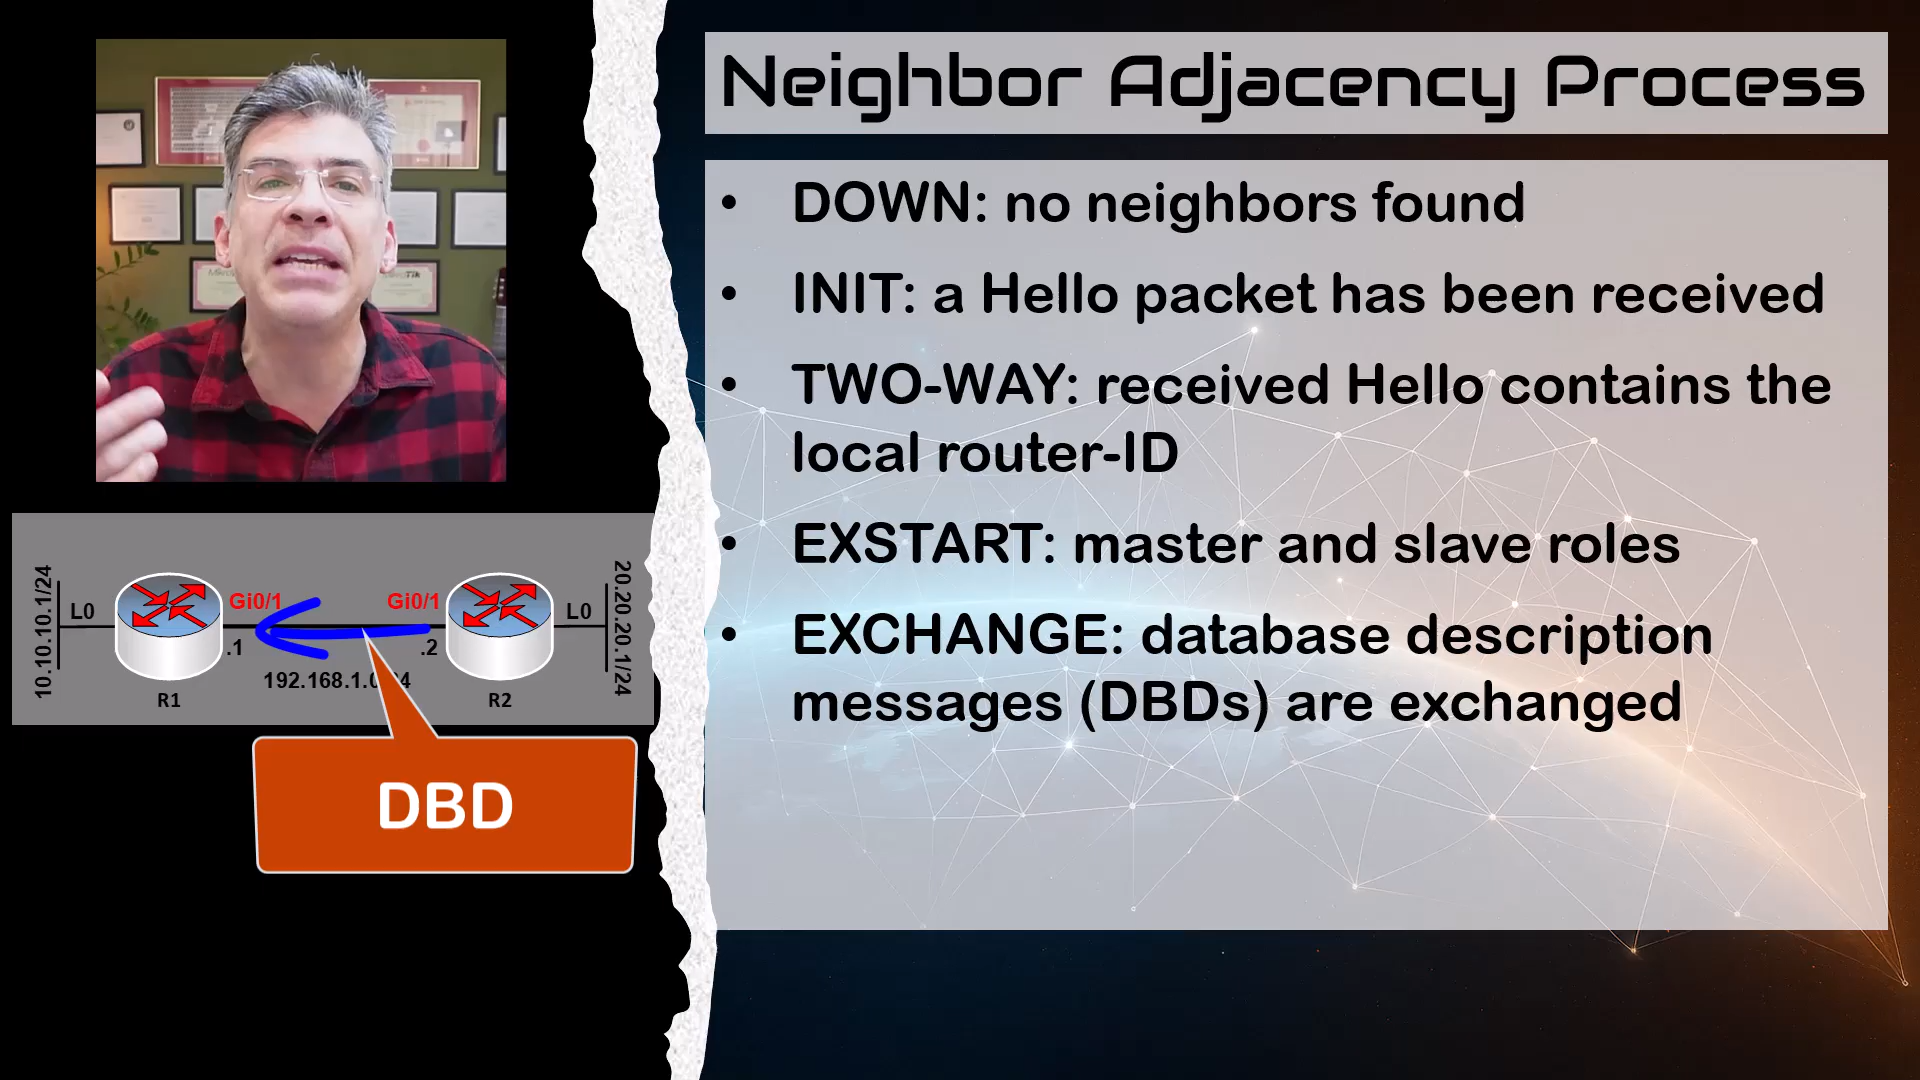 Neighbor Adjacency Process
• DOWN: no neighbors found
• INIT: a Hello packet has been received
• TWO-WAY: received Hello contains the
local router-ID
• EXSTART: master and slave roles
• EXCHANGE: database description
messages (DBDs) are exchanged
10.10.10.1/24
L0
Gi0/1
.1
R1
Gi0/1
.2
R2
L0
20.20.20.1/24
DBD